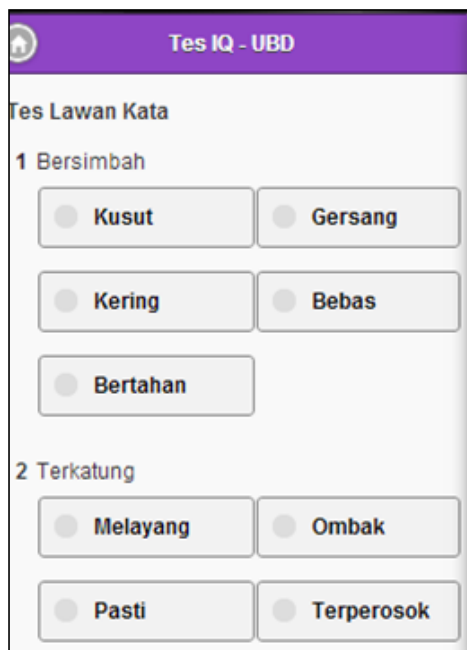 Tes IQ - UBD
Tes Lawan Kata
1 Bersimbah
Kusut Gersang
Kering Bebas
Bertahan
2 Terkatung
Melayang Ombak
Pasti Terperosok